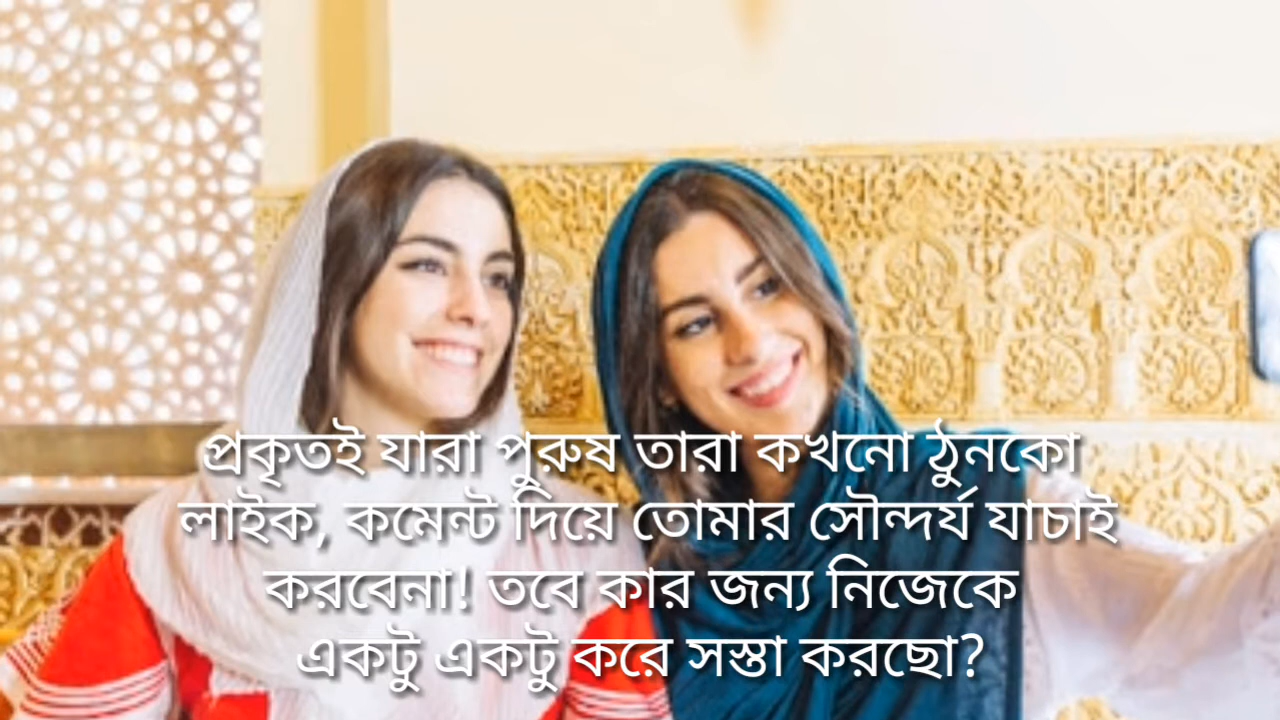 প্রকৃতই যারা পুরুষ তারা কখনো ঠুনকো
লাইক, কমেন্ট দিয়ে তোমার সৌন্দর্য যাচাই
করবেনা! তবে কার জন্য নিজেকে
একটু একটু করে সস্তা করছো?